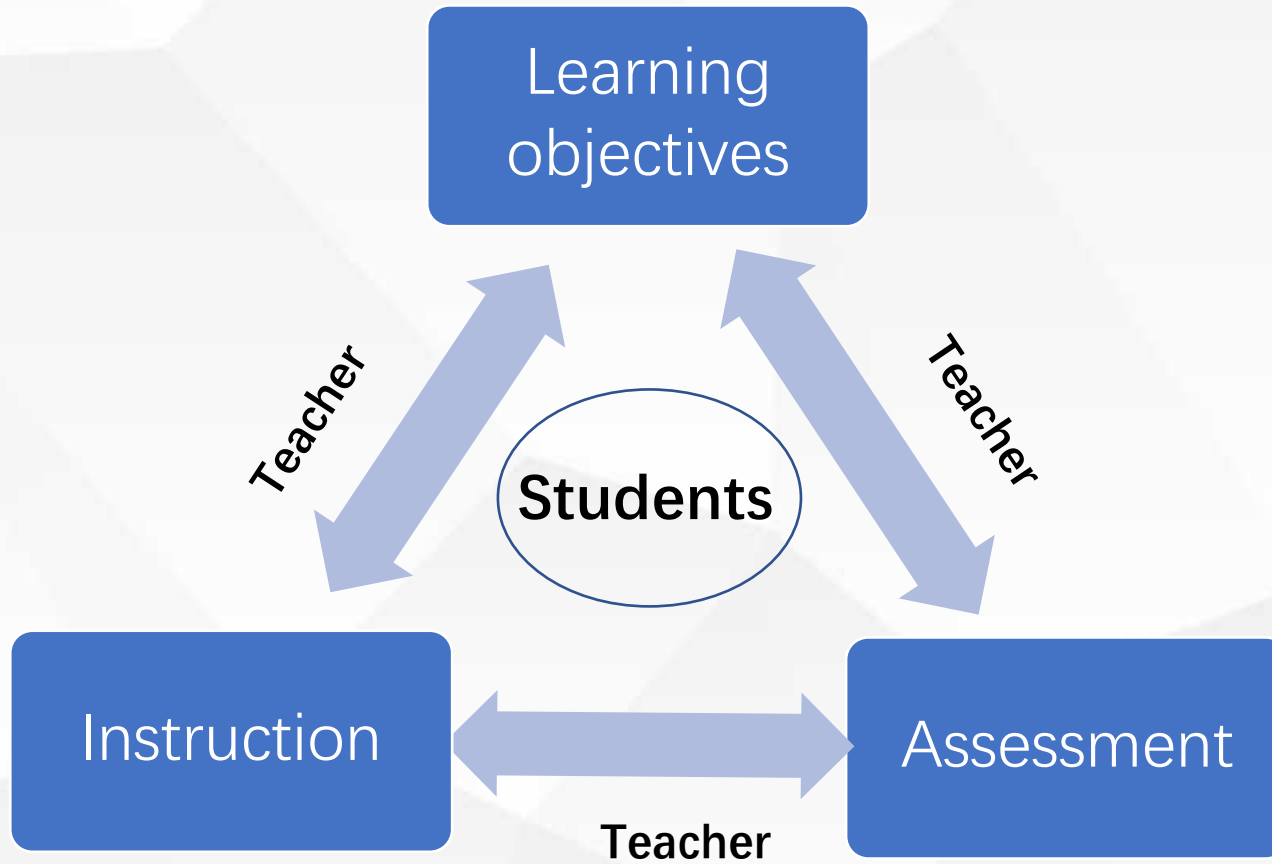 Learning
objectives
Teacher
Teacher
Students
Instruction
Assessment
Teacher